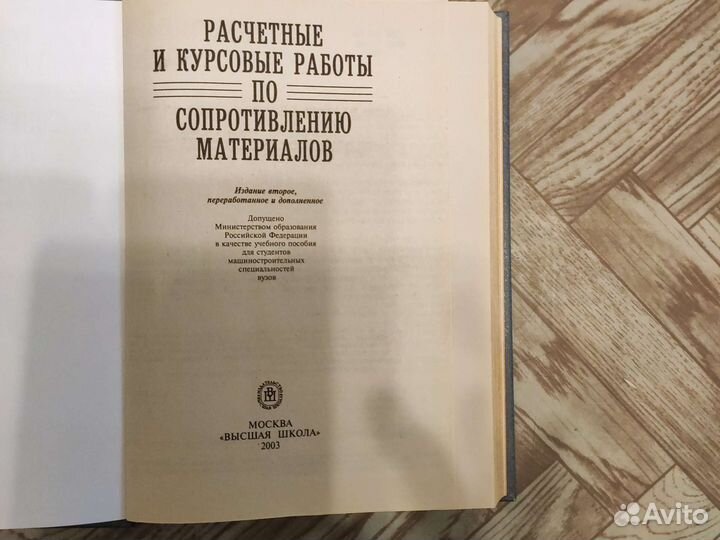 РАСЧЕТНЫЕ
И КУРСОВЫЕ РАБОТЫ
ПО
СОПРОТИВЛЕНИЮ
МАТЕРИАЛОВ
Издание второе,
переработанное и дополненное
Допущено
Министерством образования
Российской Федерации
в качестве учебного пособия
для студентов
машиностроительных
специальностей
вузов
МОСКВА
«ВЫСШАЯ ШКОЛА»
2003
Avito